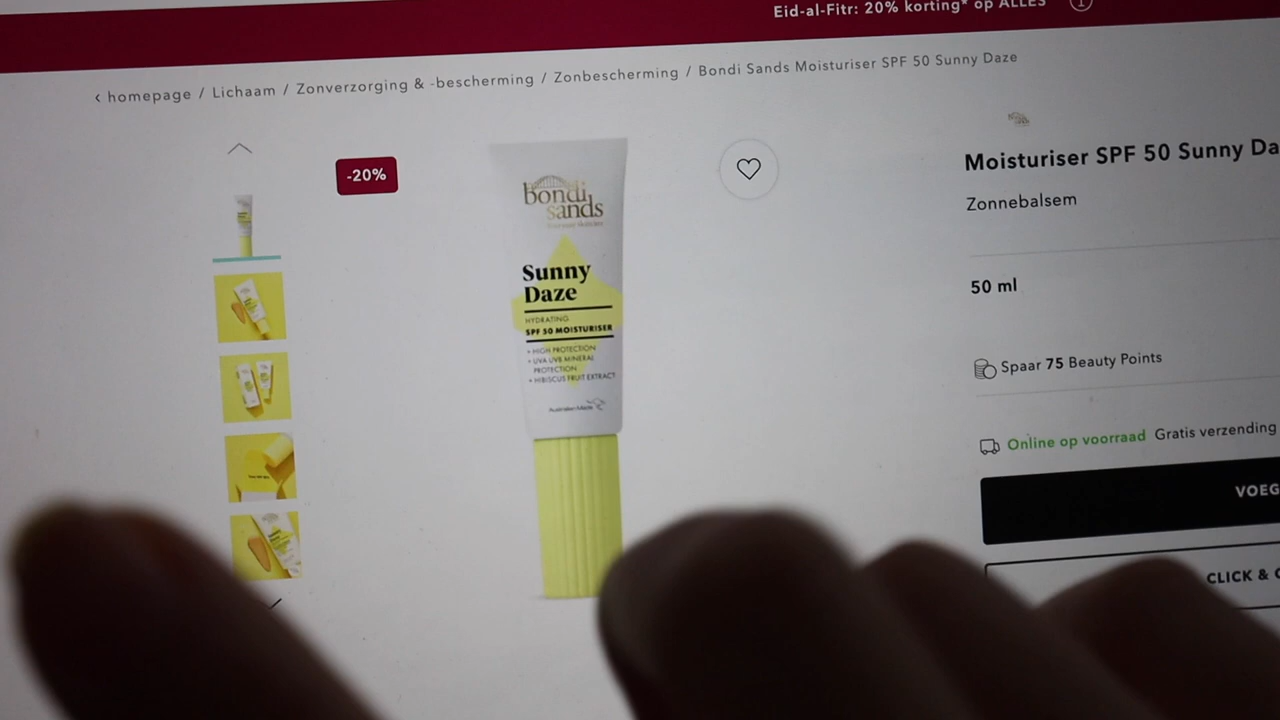 Eid-al-Fitr: 20% korting* op ALLES
‹ homepage / Lichaam / Zonverzorging & -bescherming / Zonbescherming / Bondi Sands Moisturiser SPF 50 Sunny Daze
-20%
bondi
sands
Sunny
Daze
HYDRATING
SPF 50 MOISTURISER
• HIGH PROTECTION
• UVA UVB MINERAL
PROTECTION
• HIBISCUS FRUIT EXTRACT
Australian Made
Moisturiser SPF 50 Sunny Da
Zonnebalsem
50 ml
Spaar 75 Beauty Points
Online op voorraad Gratis verzending
VOEG
CLICK & C